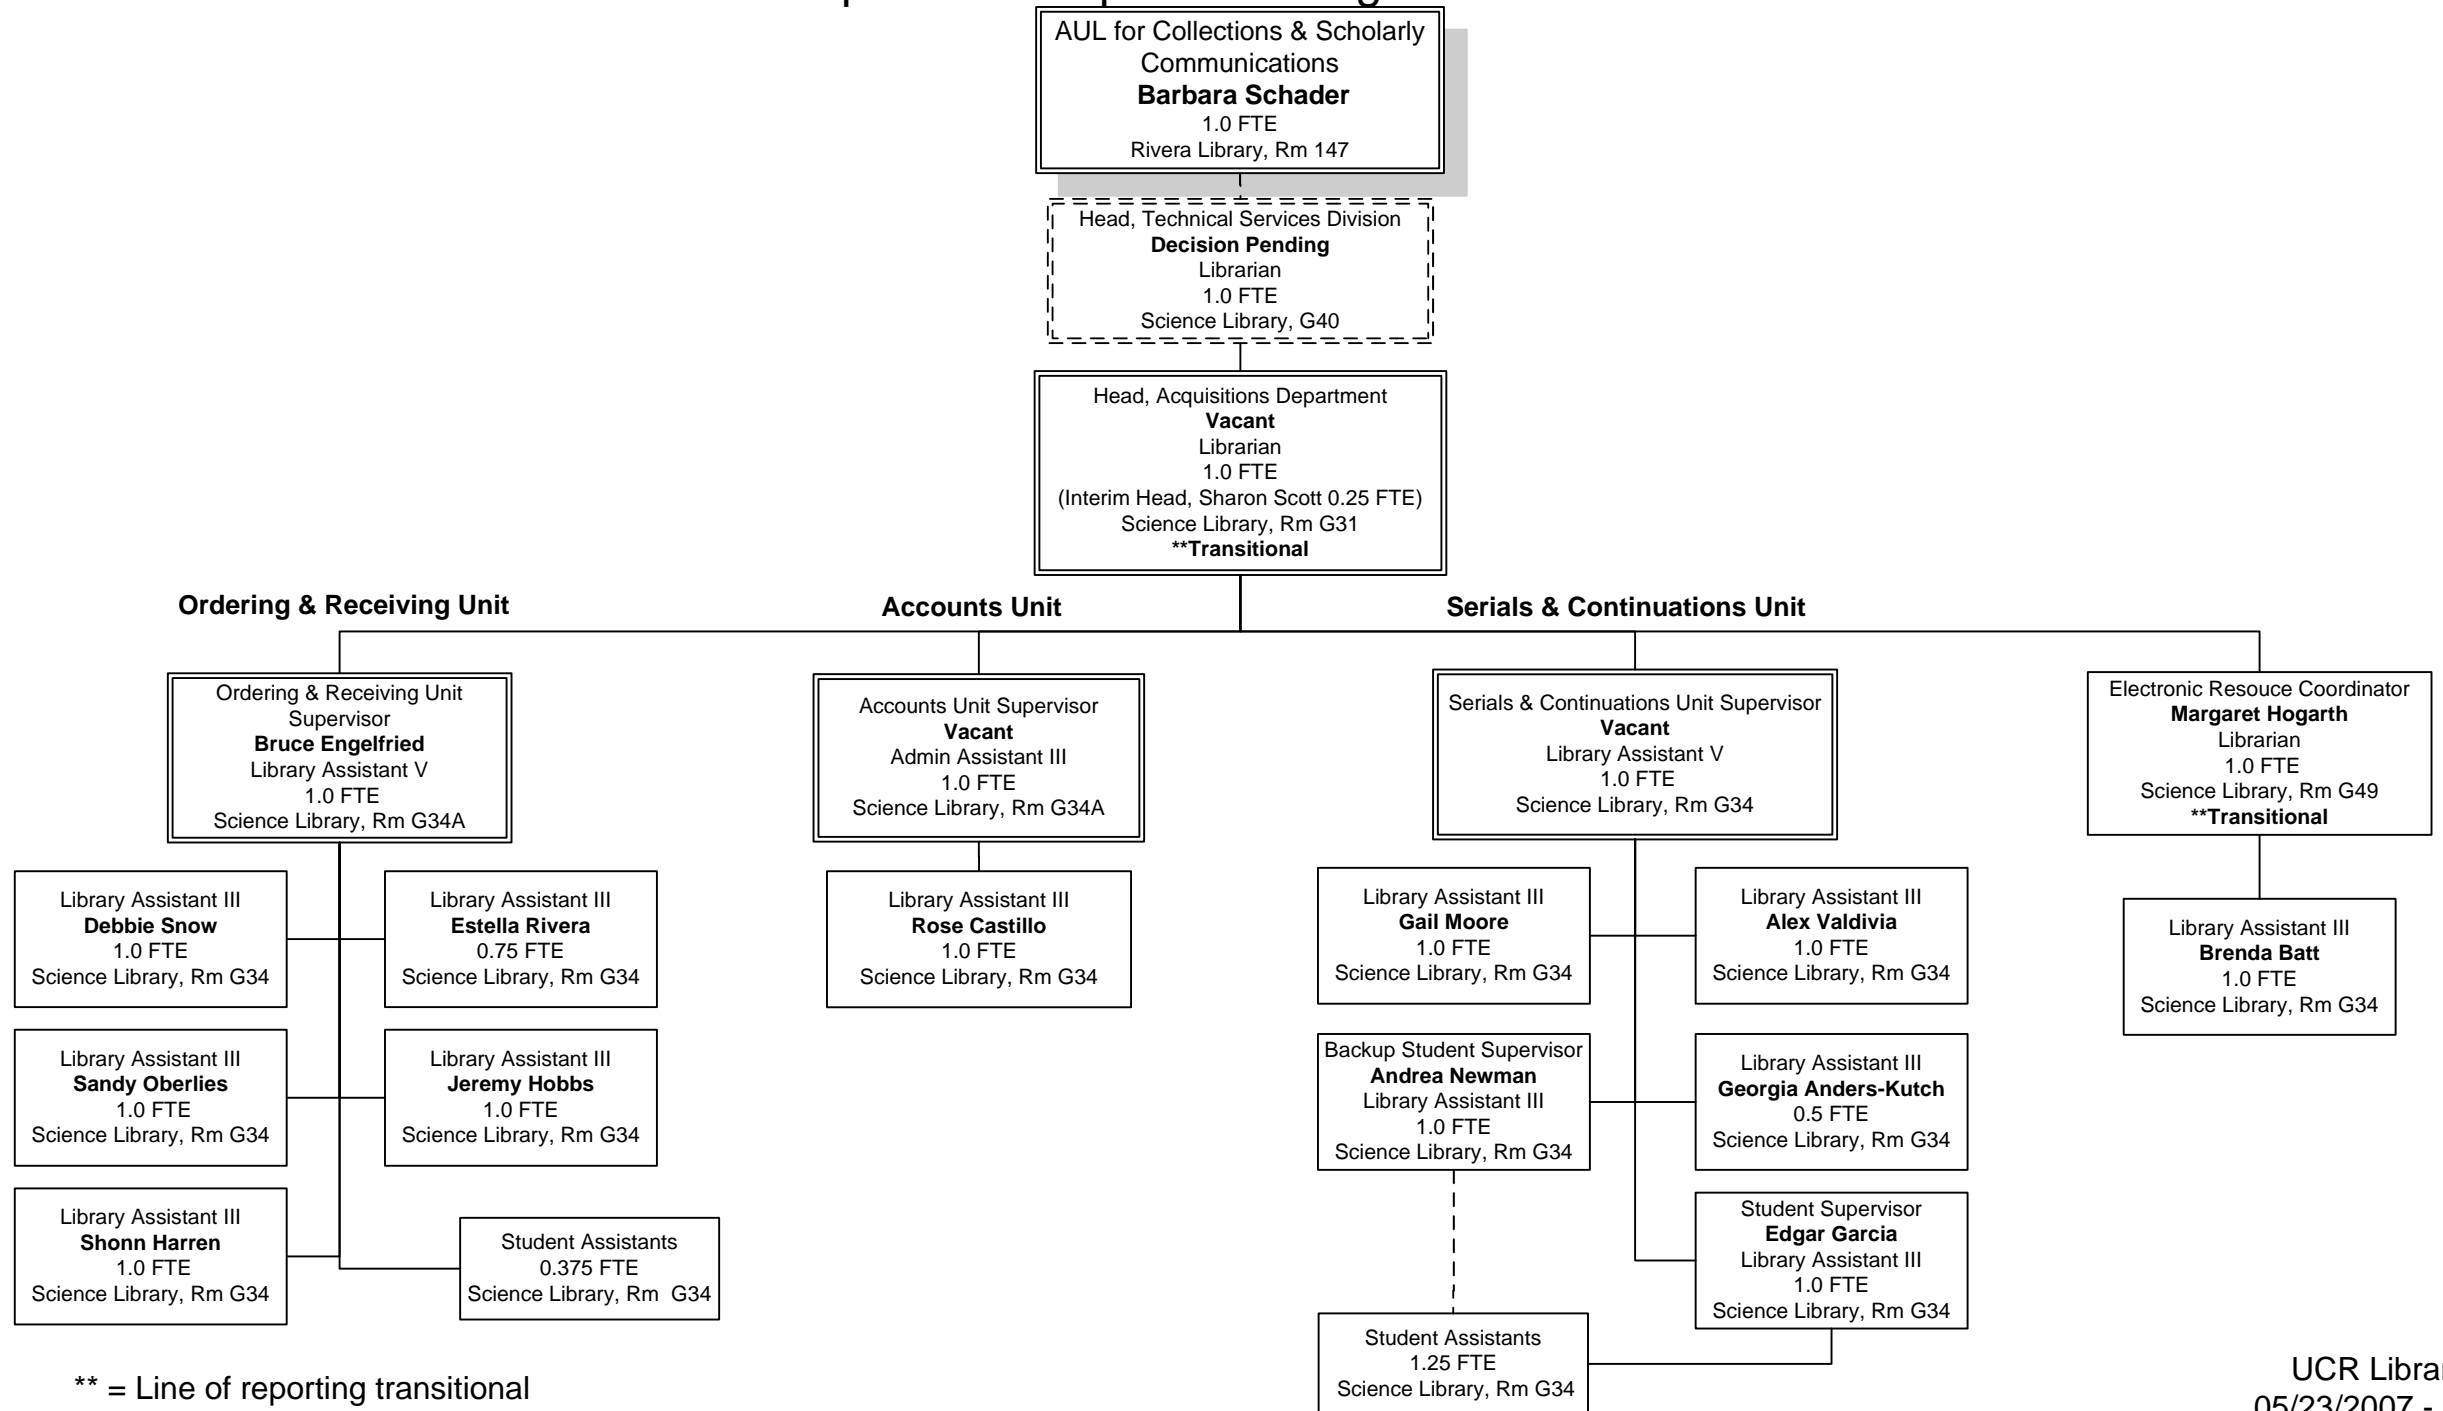 AUL for Collections & Scholarly
Communications
Barbara Schader
1.0 FTE
Rivera Library, Rm 147
Head, Technical Services Division
Decision Pending
Librarian
1.0 FTE
Science Library, G40
Head, Acquisitions Department
Vacant
Librarian
1.0 FTE
(Interim Head, Sharon Scott 0.25 FTE)
Science Library, Rm G31
**Transitional
Ordering & Receiving Unit
Accounts Unit
Serials & Continuations Unit
Ordering & Receiving Unit
Supervisor
Bruce Engelfried
Library Assistant V
1.0 FTE
Science Library, Rm G34A
Accounts Unit Supervisor
Vacant
Admin Assistant III
1.0 FTE
Science Library, Rm G34A
Serials & Continuations Unit Supervisor
Vacant
Library Assistant V
1.0 FTE
Science Library, Rm G34
Electronic Resouce Coordinator
Margaret Hogarth
Librarian
1.0 FTE
Science Library, Rm G49
**Transitional
Library Assistant III
Debbie Snow
1.0 FTE
Science Library, Rm G34
Library Assistant III
Estella Rivera
0.75 FTE
Science Library, Rm G34
Library Assistant III
Rose Castillo
1.0 FTE
Science Library, Rm G34
Library Assistant III
Gail Moore
1.0 FTE
Science Library, Rm G34
Library Assistant III
Alex Valdivia
1.0 FTE
Science Library, Rm G34
Library Assistant III
Brenda Batt
1.0 FTE
Science Library, Rm G34
Library Assistant III
Sandy Oberlies
1.0 FTE
Science Library, Rm G34
Library Assistant III
Jeremy Hobbs
1.0 FTE
Science Library, Rm G34
Backup Student Supervisor
Andrea Newman
Library Assistant III
1.0 FTE
Science Library, Rm G34
Library Assistant III
Georgia Anders-Kutch
0.5 FTE
Science Library, Rm G34
Library Assistant III
Shonn Harren
1.0 FTE
Science Library, Rm G34
Student Assistants
0.375 FTE
Science Library, Rm G34
Student Supervisor
Edgar Garcia
Library Assistant III
1.0 FTE
Science Library, Rm G34
Student Assistants
1.25 FTE
Science Library, Rm G34
** = Line of reporting transitional
UCR
05/23/2007 -